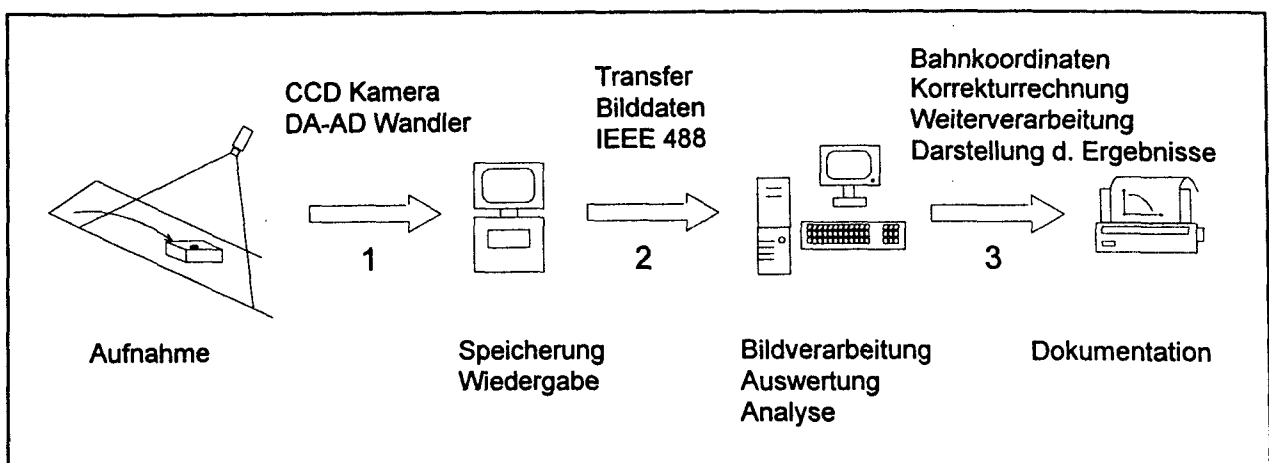 CCD Kamera
DA-AD Wandler
Transfer
Bilddaten
IEEE 488
Bahnkoordinaten
Korrekturrechnung
Weiterverarbeitung
Darstellung d. Ergebnisse
1
2
3
Aufnahme
Speicherung
Wiedergabe
Bildverarbeitung
Auswertung
Analyse
Dokumentation